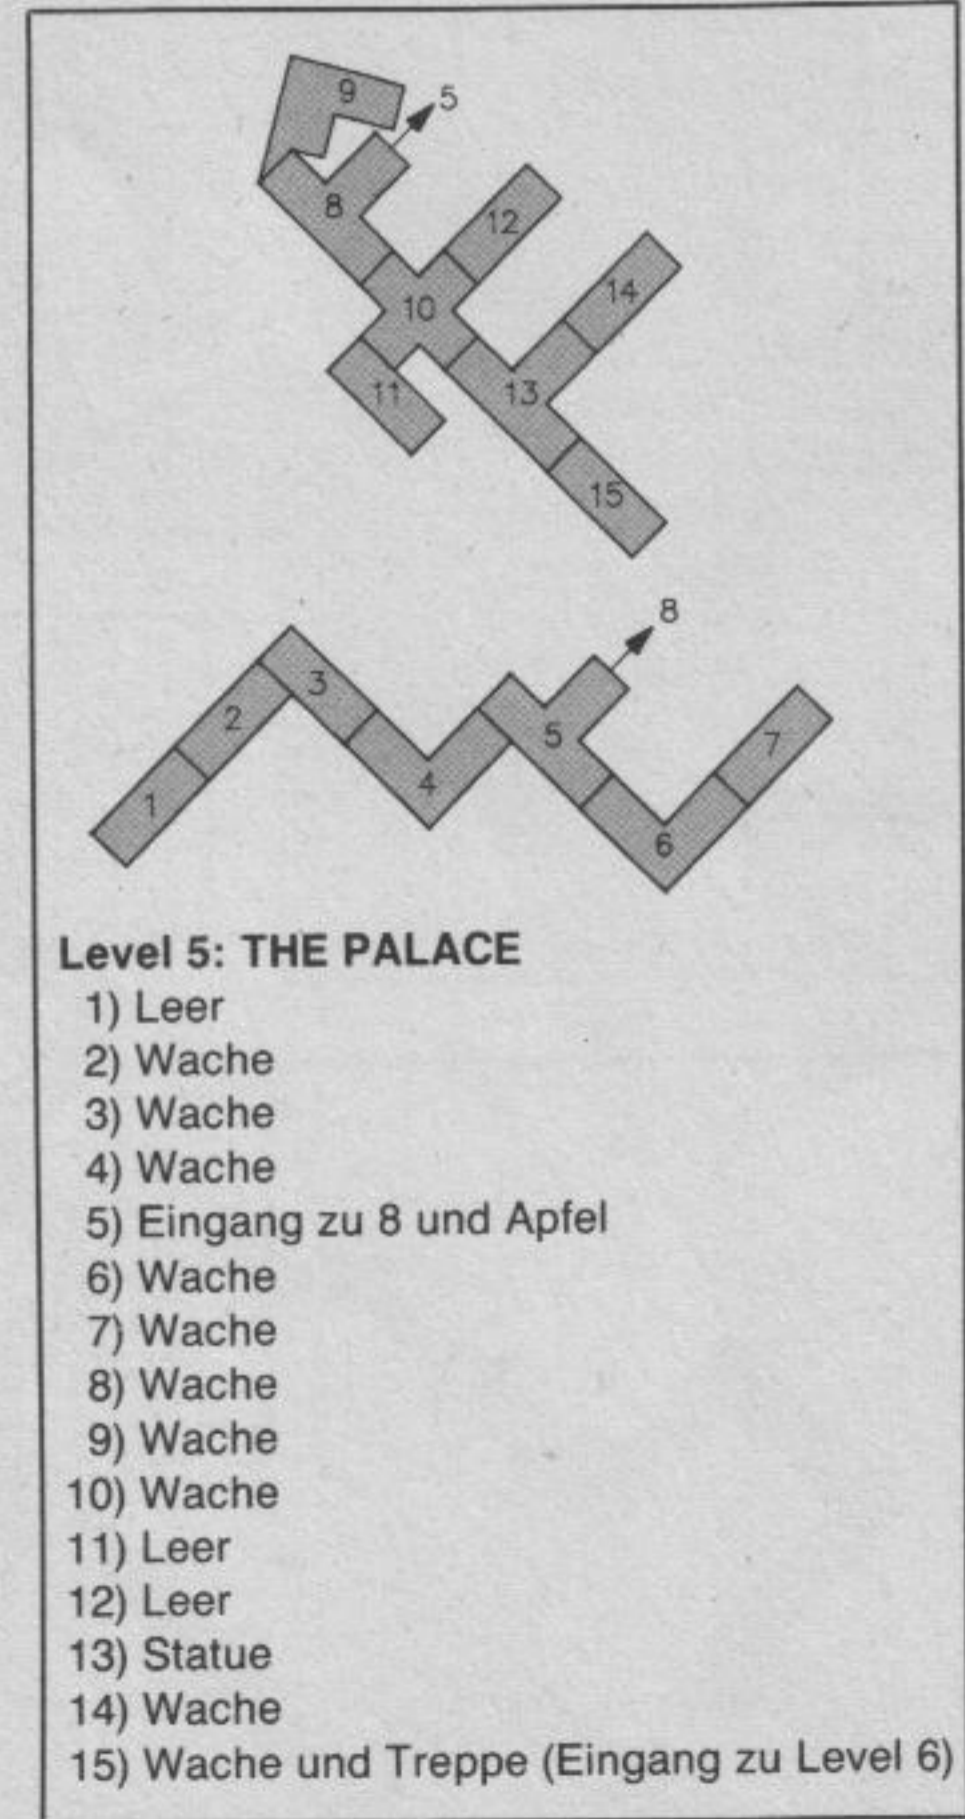 9
5
8
12
14
10
11
13
15
8
3
2
5
7
4
1
6
Level 5: THE PALACE
1) Leer
2) Wache
3) Wache
4) Wache
5) Eingang zu 8 und Apfel
6) Wache
7) Wache
8) Wache
9) Wache
10) Wache
11) Leer
12) Leer
13) Statue
14) Wache
15) Wache und Treppe (Eingang zu Level 6)